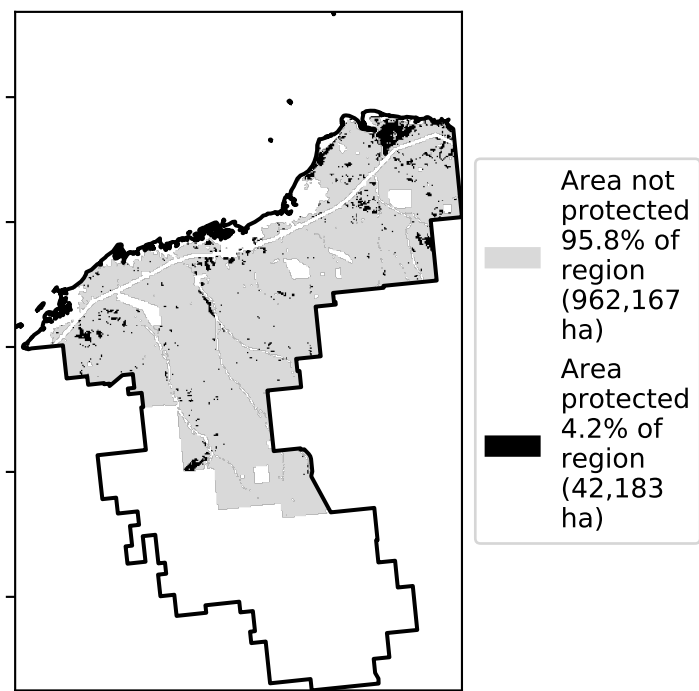 Area not
protected
95.8% of
region
(962,167
ha)
Area
protected
4.2% of
region
(42,183
ha)